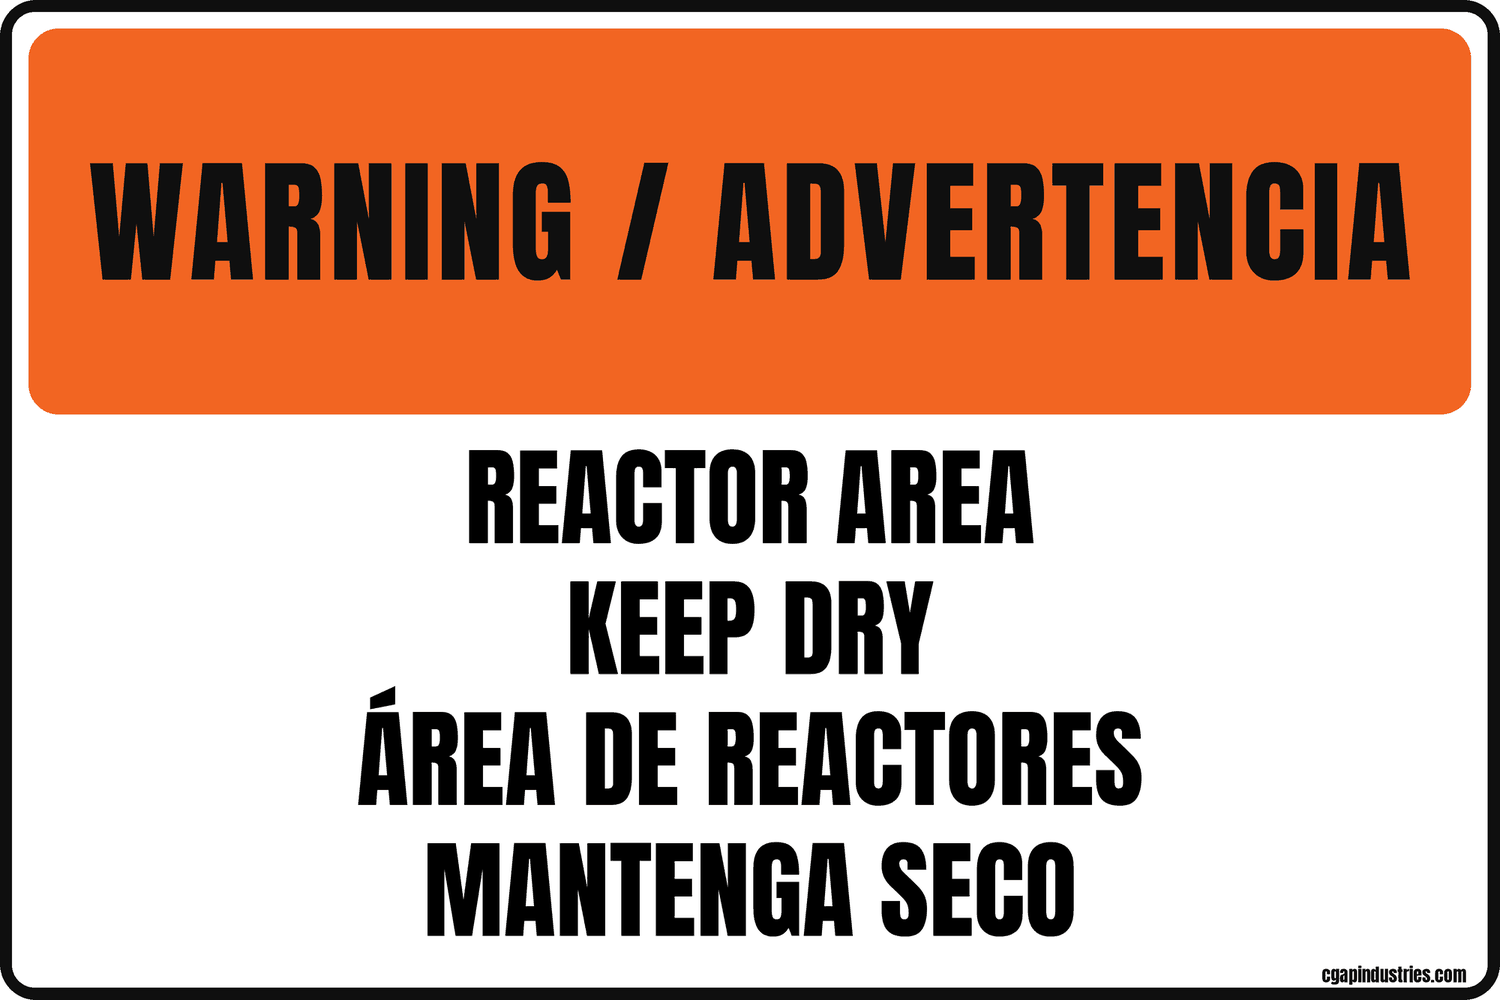 WARNING / ADVERTENCIA
REACTOR AREA
KEEP DRY
ÁREA DE REACTORES
MANTENGA SECO
cgapindustries.com